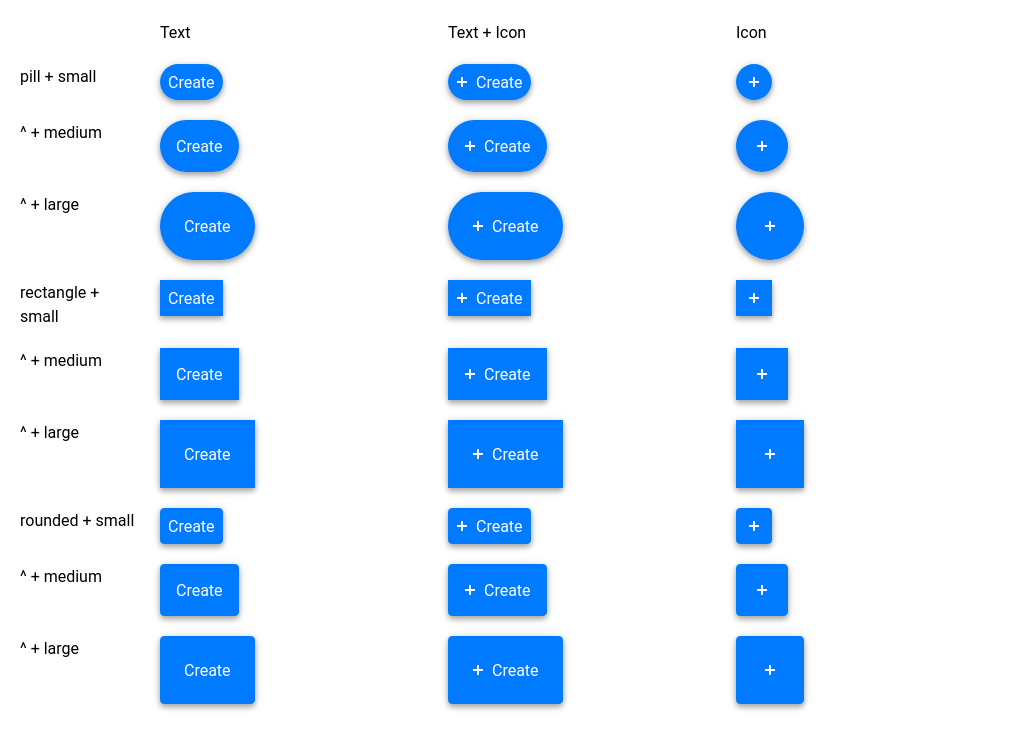 Text Text + Icon Icon
pill + small Create + Create +
^ + medium Create + Create +
^ + large Create + Create +
rectangle + Create + Create +
small
^ + medium Create + Create +
^ + large Create + Create +
rounded + small Create + Create +
^ + medium Create + Create +
^ + large Create + Create +